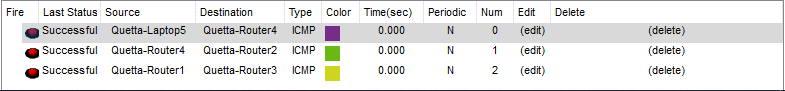 Fire Last Status Source Destination Type Color Time(sec) Periodic Num Edit Delete
Successful Quetta-Laptop5 Quetta-Router4 ICMP 0.000 N 0 (edit) (delete)
Successful Quetta-Router4 Quetta-Router2 ICMP 0.000 N 1 (edit) (delete)
Successful Quetta-Router1 Quetta-Router3 ICMP 0.000 N 2 (edit) (delete)